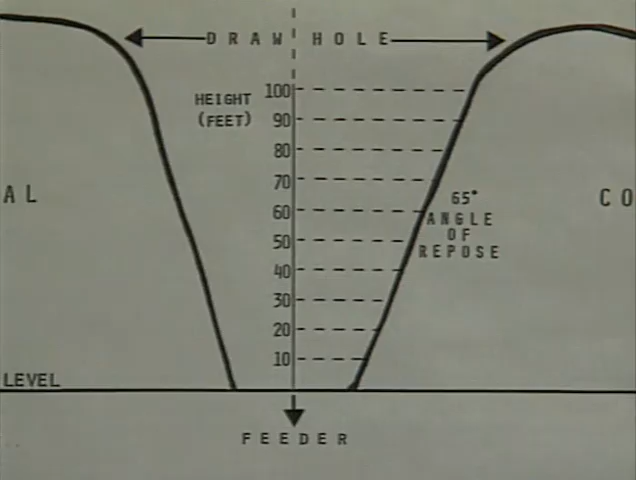 DRAW HOLE
HEIGHT
(FEET)
100
90
80
70
60
50
40
30
20
10
AL
65°
ANGLE
OF
REPOSE
CO
LEVEL
FEEDER